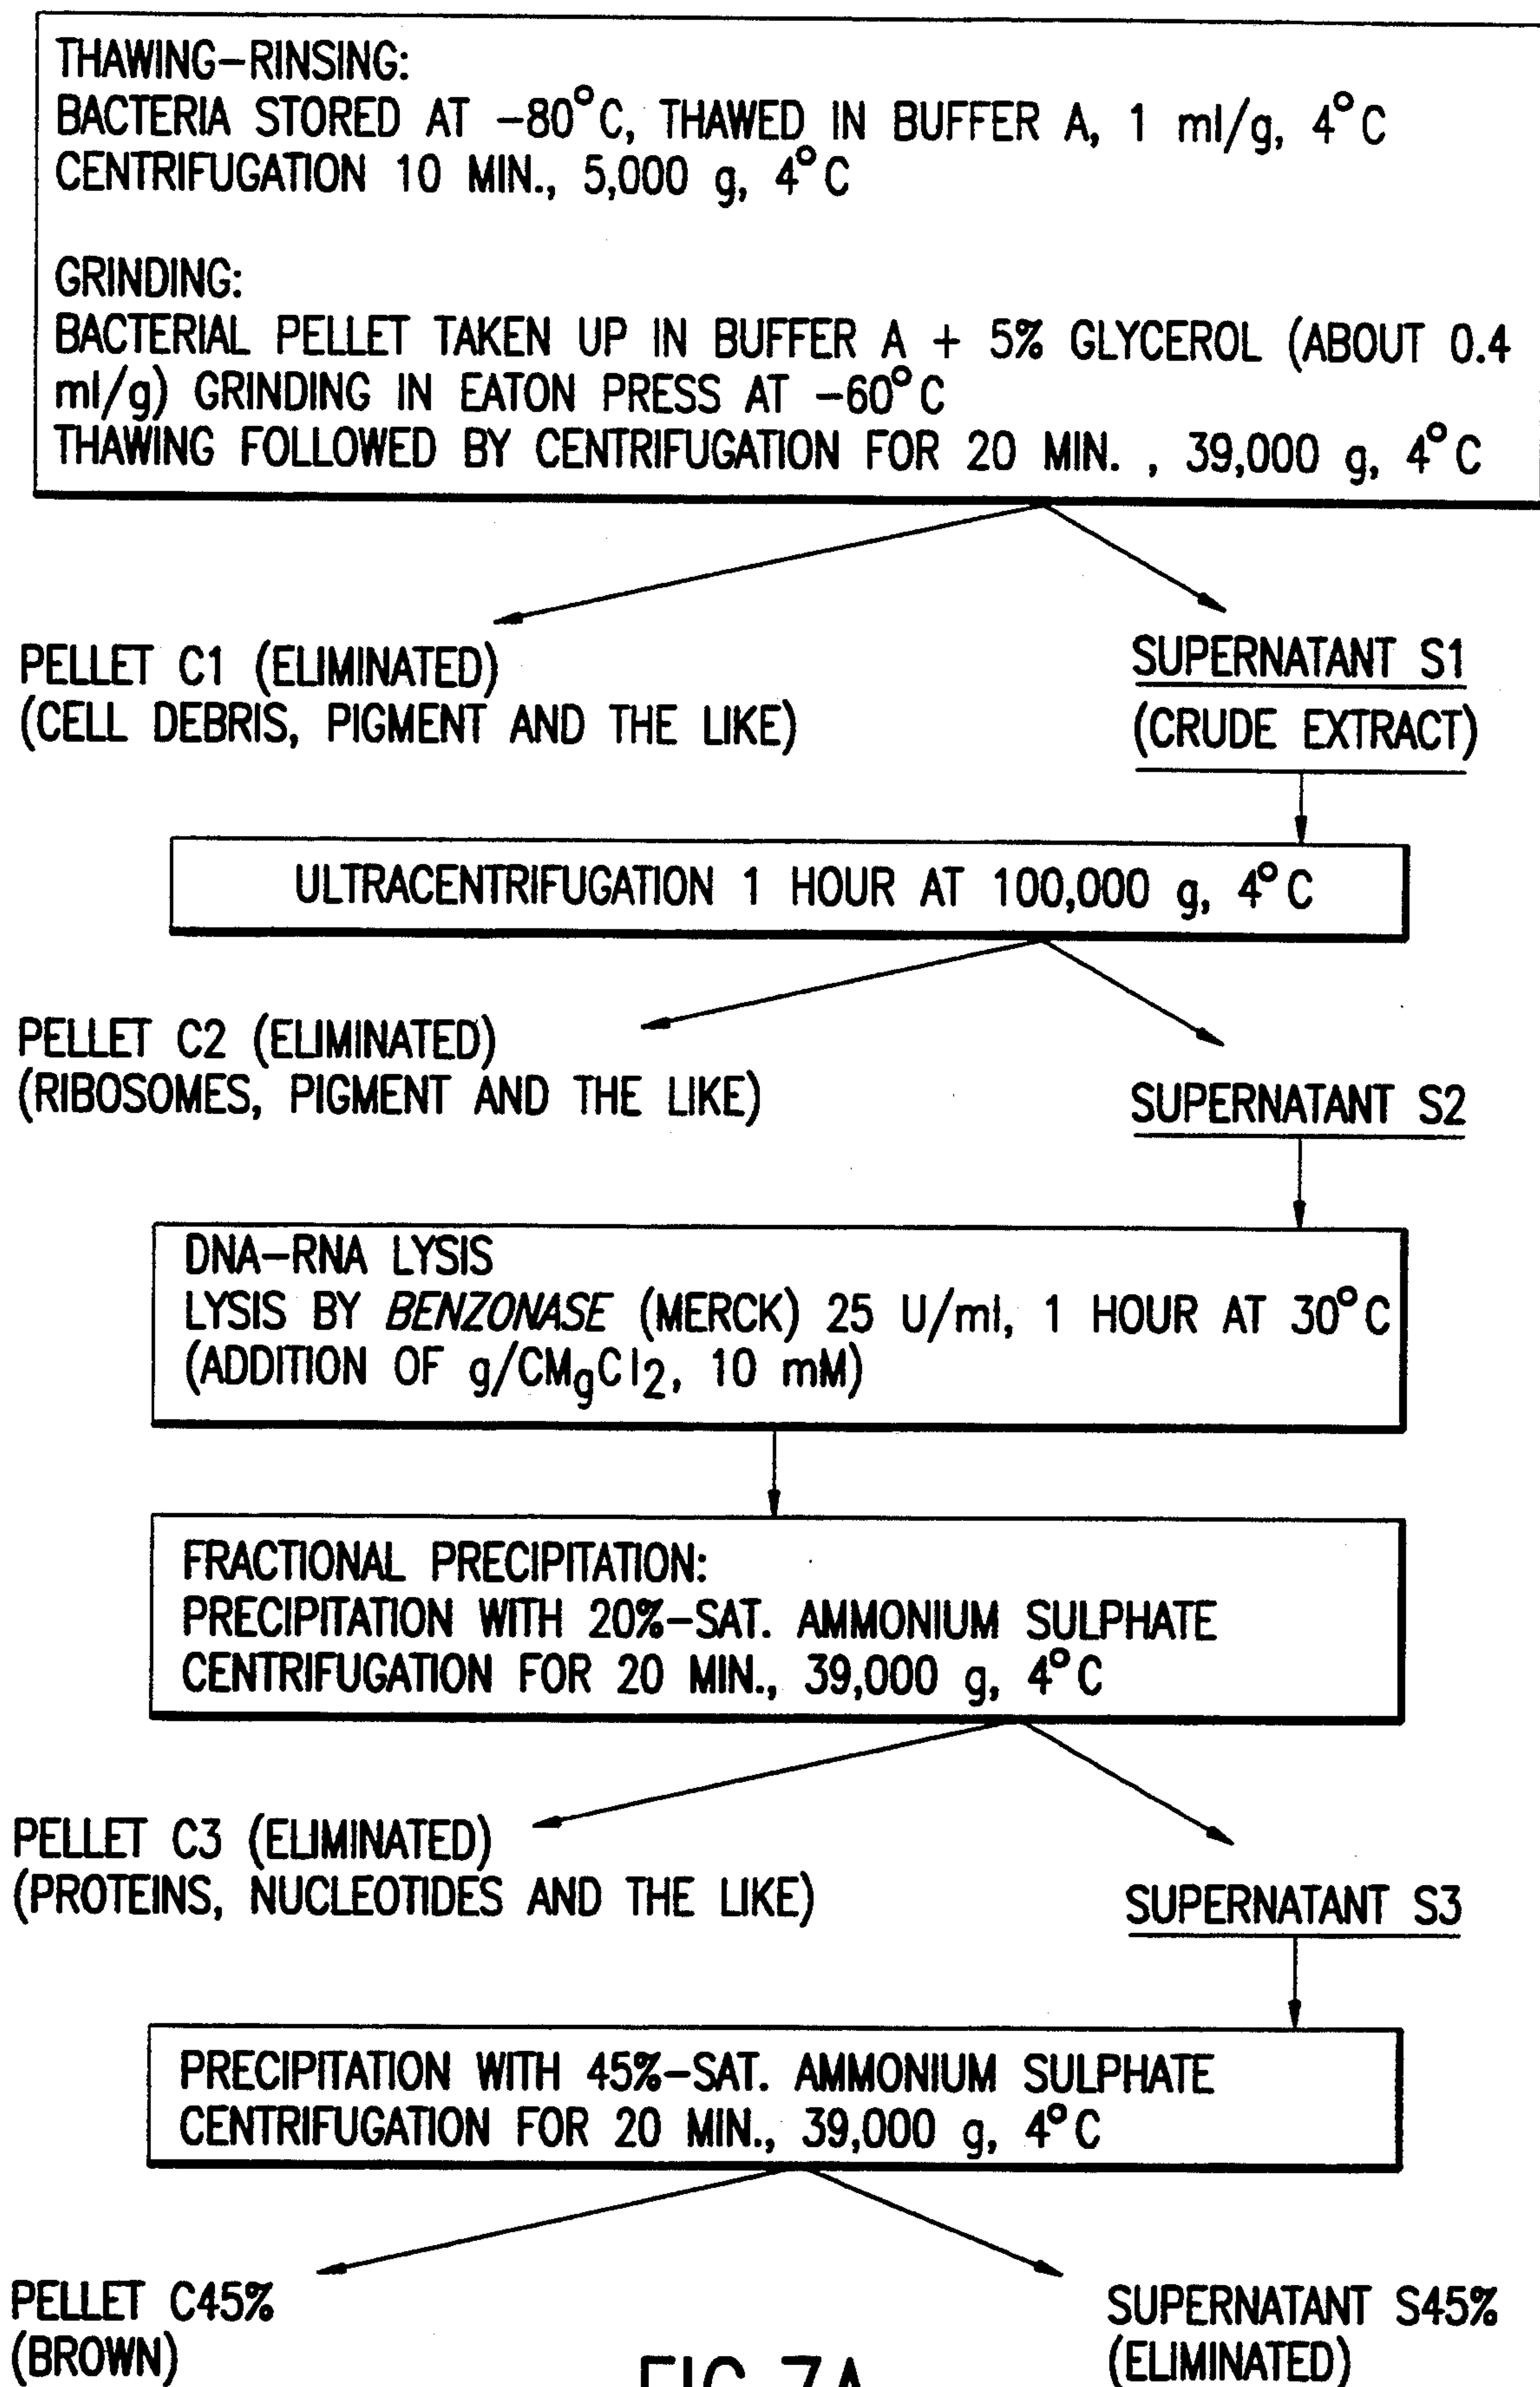 THAWING-RINSING:
BACTERIA STORED AT -80°C, THAWED IN BUFFER A, 1 ml/g, 4°C
CENTRIFUGATION 10 MIN., 5,000 g, 4°C
GRINDING:
BACTERIAL PELLET TAKEN UP IN BUFFER A + 5% GLYCEROL (ABOUT 0.4
ml/g) GRINDING IN EATON PRESS AT -60°C
THAWING FOLLOWED BY CENTRIFUGATION FOR 20 MIN. , 39,000 g, 4°C
PELLET C1 (ELIMINATED)
(CELL DEBRIS, PIGMENT AND THE LIKE)
SUPERNATANT S1
(CRUDE EXTRACT)
ULTRACENTRIFUGATION 1 HOUR AT 100,000 g, 4°C
PELLET C2 (ELIMINATED)
(RIBOSOMES, PIGMENT AND THE LIKE)
SUPERNATANT S2
DNA-RNA LYSIS
LYSIS BY BENZONASE (MERCK) 25 U/ml, 1 HOUR AT 30°C
(ADDITION OF g/CMgCl2, 10 mM)
FRACTIONAL PRECIPITATION:
PRECIPITATION WITH 20%-SAT. AMMONIUM SULPHATE
CENTRIFUGATION FOR 20 MIN., 39,000 g, 4°C
PELLET C3 (ELIMINATED)
(PROTEINS, NUCLEOTIDES AND THE LIKE)
SUPERNATANT S3
PRECIPITATION WITH 45%-SAT. AMMONIUM SULPHATE
CENTRIFUGATION FOR 20 MIN., 39,000 g, 4°C
PELLET C45%
(BROWN)
SUPERNATANT S45%
(ELIMINATED)
FIG. 7A